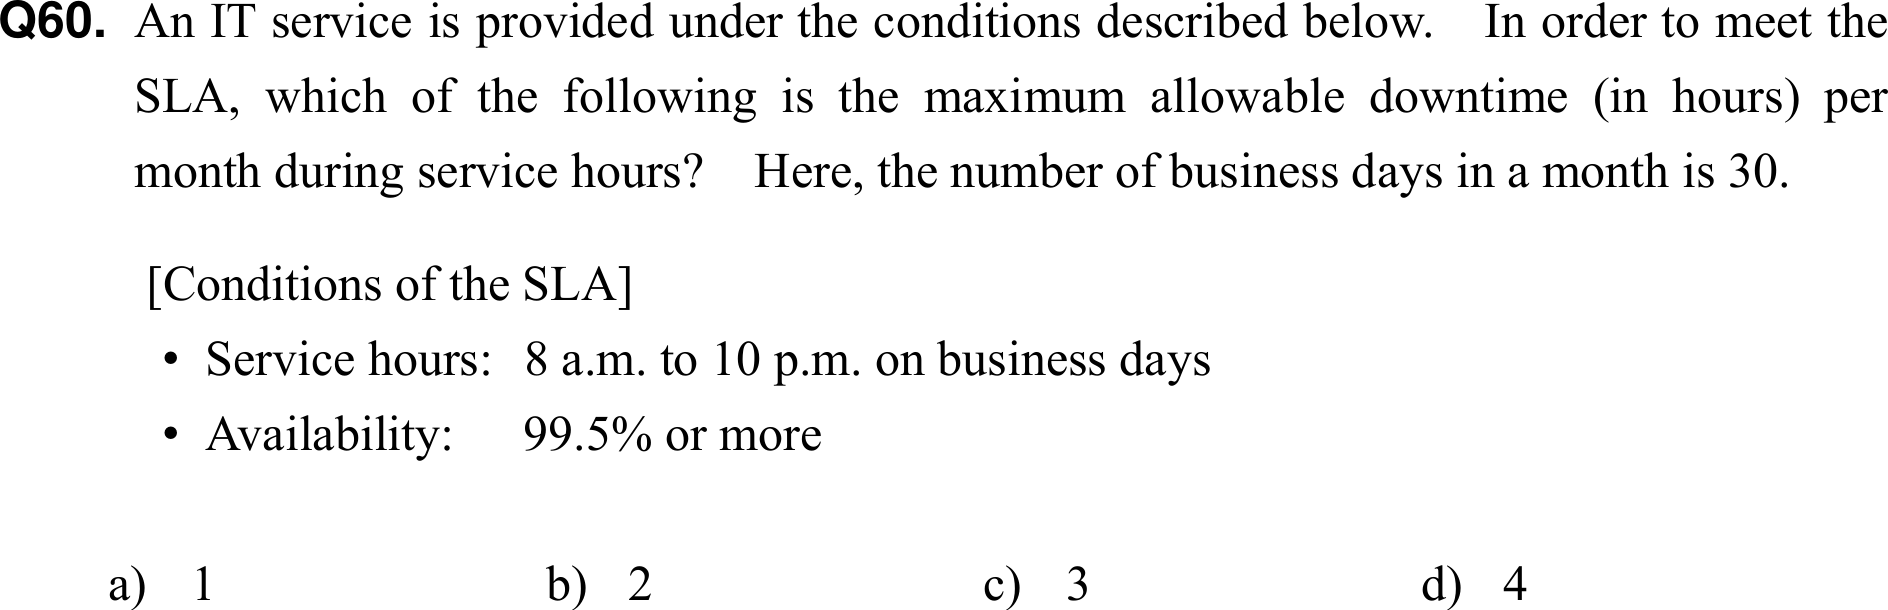 Q60. An IT service is provided under the conditions described below. In order to meet the
SLA, which of the following is the maximum allowable downtime (in hours) per
month during service hours? Here, the number of business days in a month is 30.
[Conditions of the SLA]
• Service hours: 8 a.m. to 10 p.m. on business days
• Availability: 99.5% or more
a) 1 b) 2 c) 3 d) 4